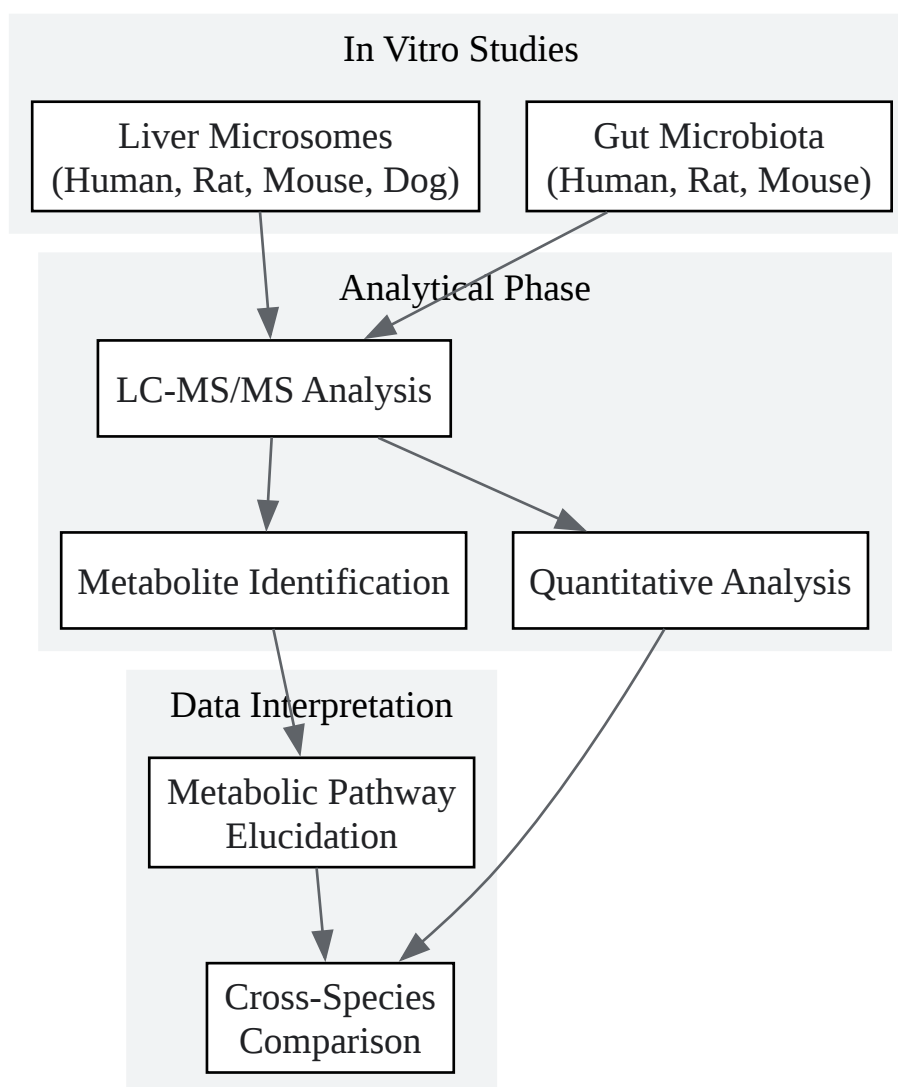 In Vitro Studies
Liver Microsomes
(Human, Rat, Mouse, Dog)
Gut Microbiota
(Human, Rat, Mouse)
Analytical Phase
LC-MS/MS Analysis
Metabolite Identification
Quantitative Analysis
Data Interpretation
Metabolic Pathway
Elucidation
Cross-Species
Comparison